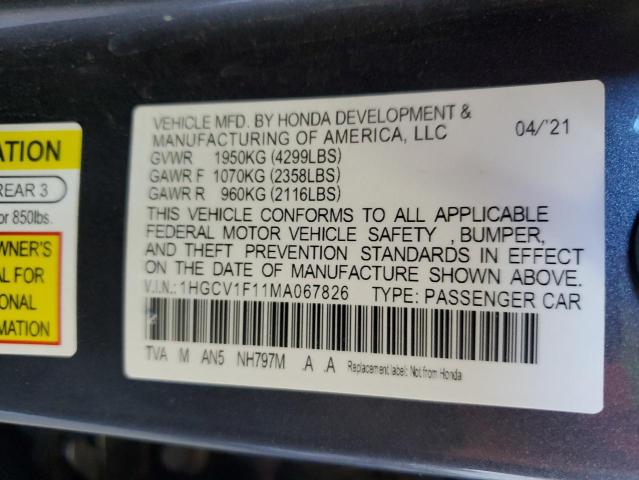 VEHICLE MFD. BY HONDA DEVELOPMENT &
MANUFACTURING OF AMERICA, LLC 04/'21
GVWR 1950KG (4299LBS)
GAWR F 1070KG (2358LBS)
GAWR R 960KG (2116LBS)
THIS VEHICLE CONFORMS TO ALL APPLICABLE
FEDERAL MOTOR VEHICLE SAFETY , BUMPER,
AND THEFT PREVENTION STANDARDS IN EFFECT
ON THE DATE OF MANUFACTURE SHOWN ABOVE.
V.I.N.:1HGCV1F11MA067826 TYPE: PASSENGER CAR
TVA M AN5 NH797M .A .A Replacement label: Not from Honda
ATION
REAR 3
or 850lbs.
WNER'S
AL FOR
ONAL
MATION